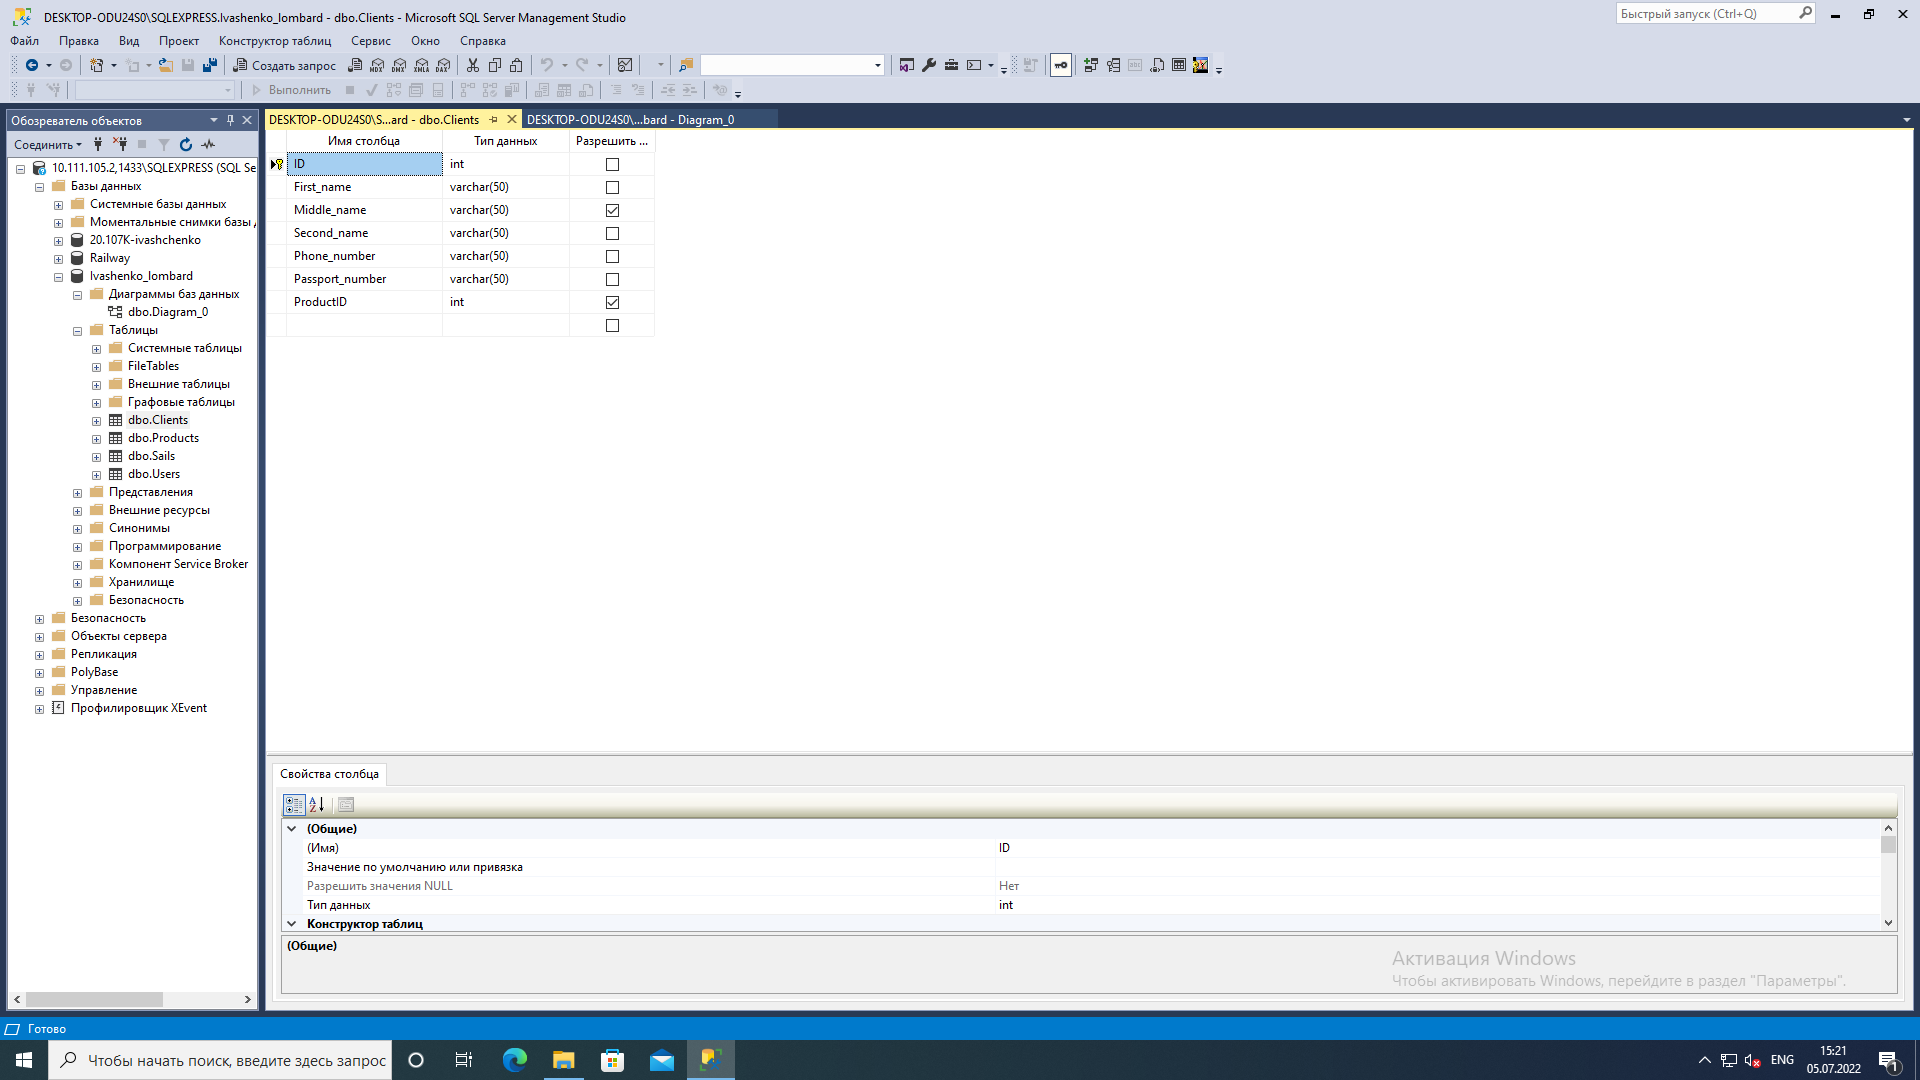 DESKTOP-ODU24S0\SQLEXPRESS.Ivashenko_lombard - dbo.Clients - Microsoft SQL Server Management Studio
Быстрый запуск (Ctrl+Q)
Файл Правка Вид Проект Конструктор таблиц Сервис Окно Справка
Создать запрос MDX DMX XMLA DAX
Выполнить
Обозреватель объектов
DESKTOP-ODU24S0\S...ard - dbo.Clients
DESKTOP-ODU24S0\...bard - Diagram_0
Соединить
10.111.105.2,1433\SQLEXPRESS (SQL Se
Базы данных
Системные базы данных
Моментальные снимки базы
20.107K-ivashchenko
Railway
Ivashenko_lombard
Диаграммы баз данных
dbo.Diagram_0
Таблицы
Системные таблицы
FileTables
Внешние таблицы
Графовые таблицы
dbo.Clients
dbo.Products
dbo.Sails
dbo.Users
Представления
Внешние ресурсы
Синонимы
Программирование
Компонент Service Broker
Хранилище
Безопасность
Безопасность
Объекты сервера
Репликация
PolyBase
Управление
Профилировщик XEvent
Имя столбца Тип данных Разрешить ...
ID int
First_name varchar(50)
Middle_name varchar(50)
Second_name varchar(50)
Phone_number varchar(50)
Passport_number varchar(50)
ProductID int
Свойства столбца
(Общие)
(Имя) ID
Значение по умолчанию или привязка
Разрешить значения NULL Нет
Тип данных int
Конструктор таблиц
(Общие)
Активация Windows
Чтобы активировать Windows, перейдите в раздел "Параметры".
Готово
Чтобы начать поиск, введите здесь запрос
ENG
15:21
05.07.2022
1